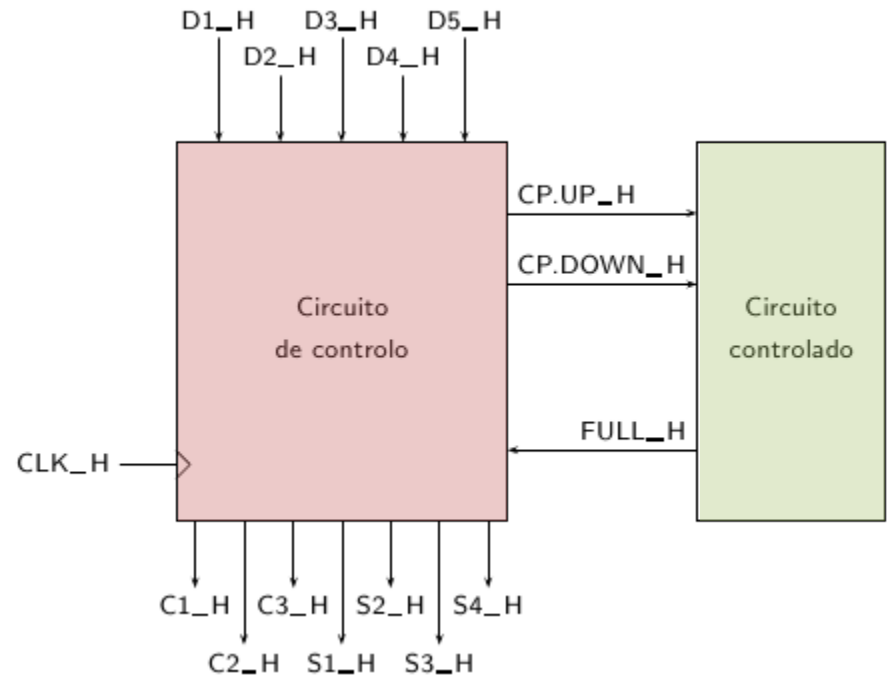 D1_H D3_H D5_H
D2_H D4_H
CP.UP_H
CP.DOWN_H
Circuito
de controlo
Circuito
controlado
FULL_H
CLK_H
C1_H C3_H S2_H S4_H
C2_H S1_H S3_H